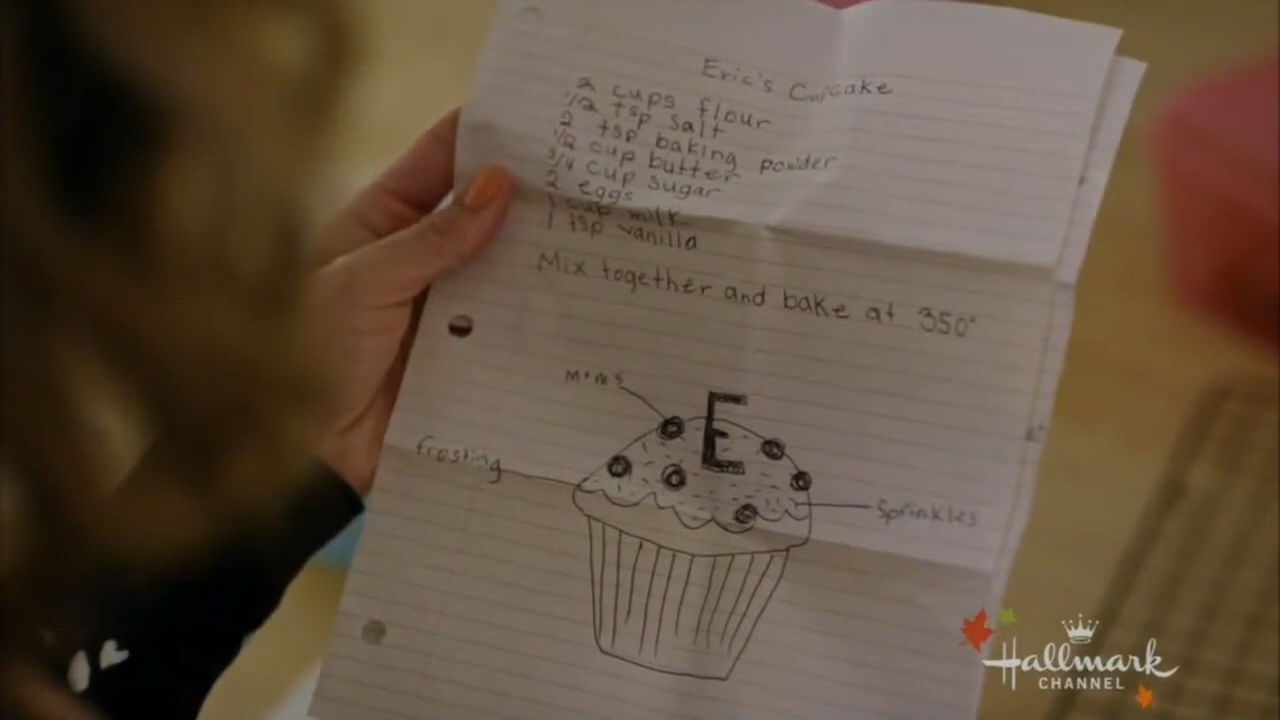 Eric's Cupcake
2 cups flour
1/2 tsp salt
2 tsp baking powder
1/2 cup butter
3/4 cup sugar
2 eggs
1 cup milk
1 tsp vanilla
Mix together and bake at 350°
M+M's
E
frosting
Sprinkles
Hallmark
CHANNEL